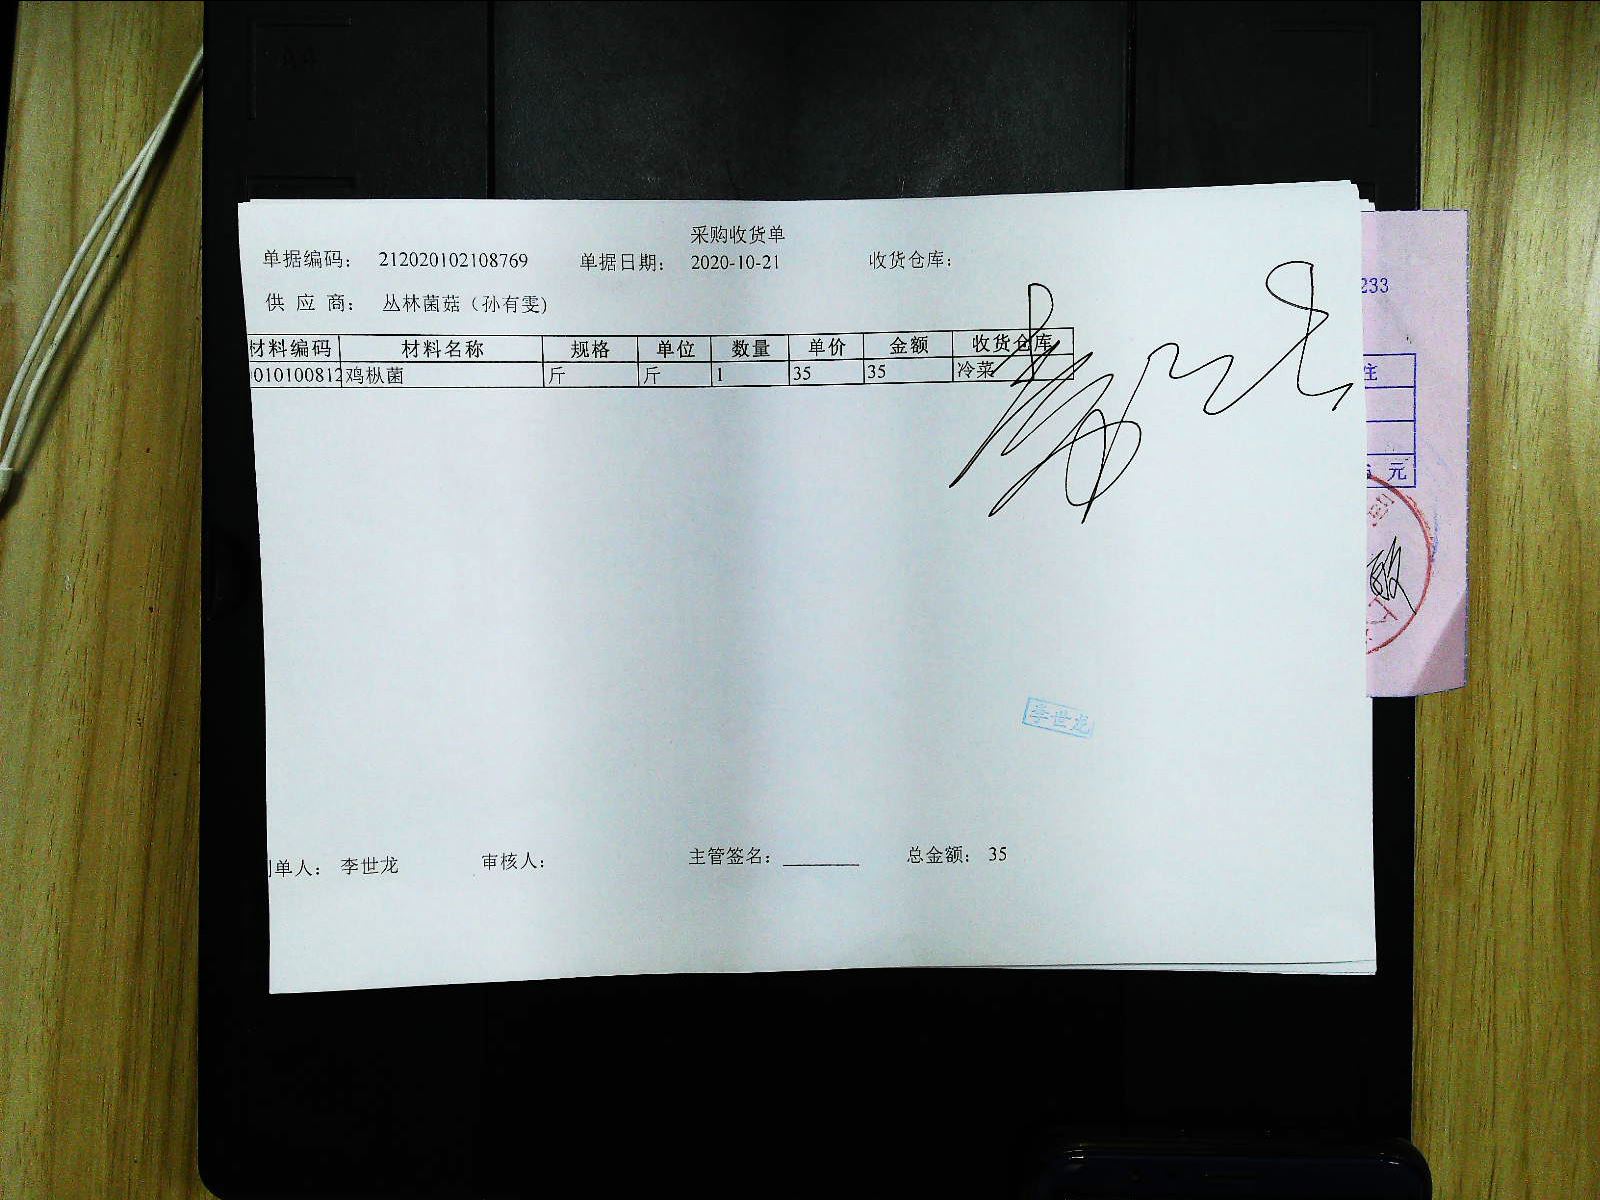 采购收货单
单据编码： 212020102108769 单据日期： 2020-10-21 收货仓库：
供 应 商： 丛林菌菇（孙有雯)
材料编码 材料名称 规格 单位 数量 单价 金额 收货仓库
010100812 鸡枞菌 斤 斤 1 35 35 冷菜
李世龙
单人： 李世龙 审核人： 主管签名： 总金额： 35
233
注
元